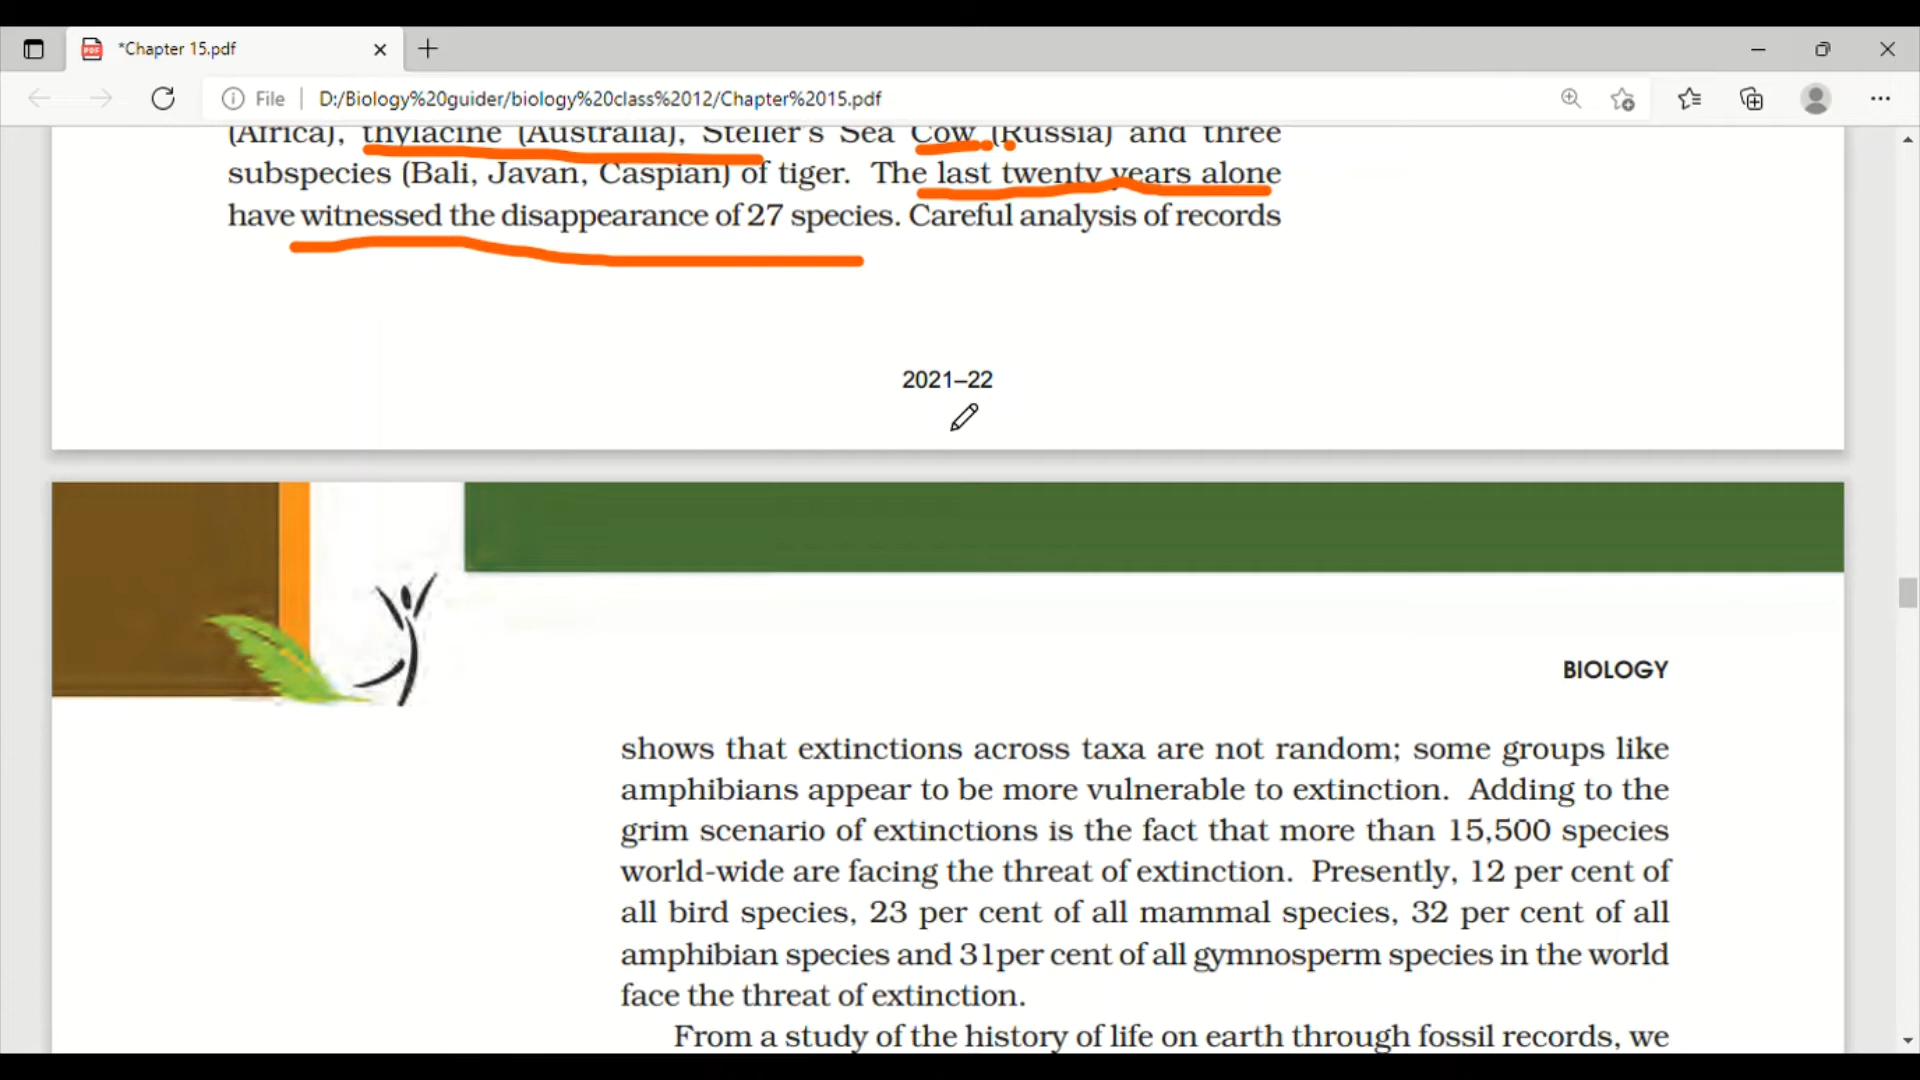 *Chapter 15.pdf
File
D:/Biology%20guider/biology%20class%2012/Chapter%2015.pdf
(Africa), thylacine (Australia), Steller's Sea Cow (Russia) and three
subspecies (Bali, Javan, Caspian) of tiger. The last twenty years alone
have witnessed the disappearance of 27 species. Careful analysis of records
2021–22
BIOLOGY
shows that extinctions across taxa are not random; some groups like
amphibians appear to be more vulnerable to extinction. Adding to the
grim scenario of extinctions is the fact that more than 15,500 species
world-wide are facing the threat of extinction. Presently, 12 per cent of
all bird species, 23 per cent of all mammal species, 32 per cent of all
amphibian species and 31per cent of all gymnosperm species in the world
face the threat of extinction.
From a study of the history of life on earth through fossil records, we